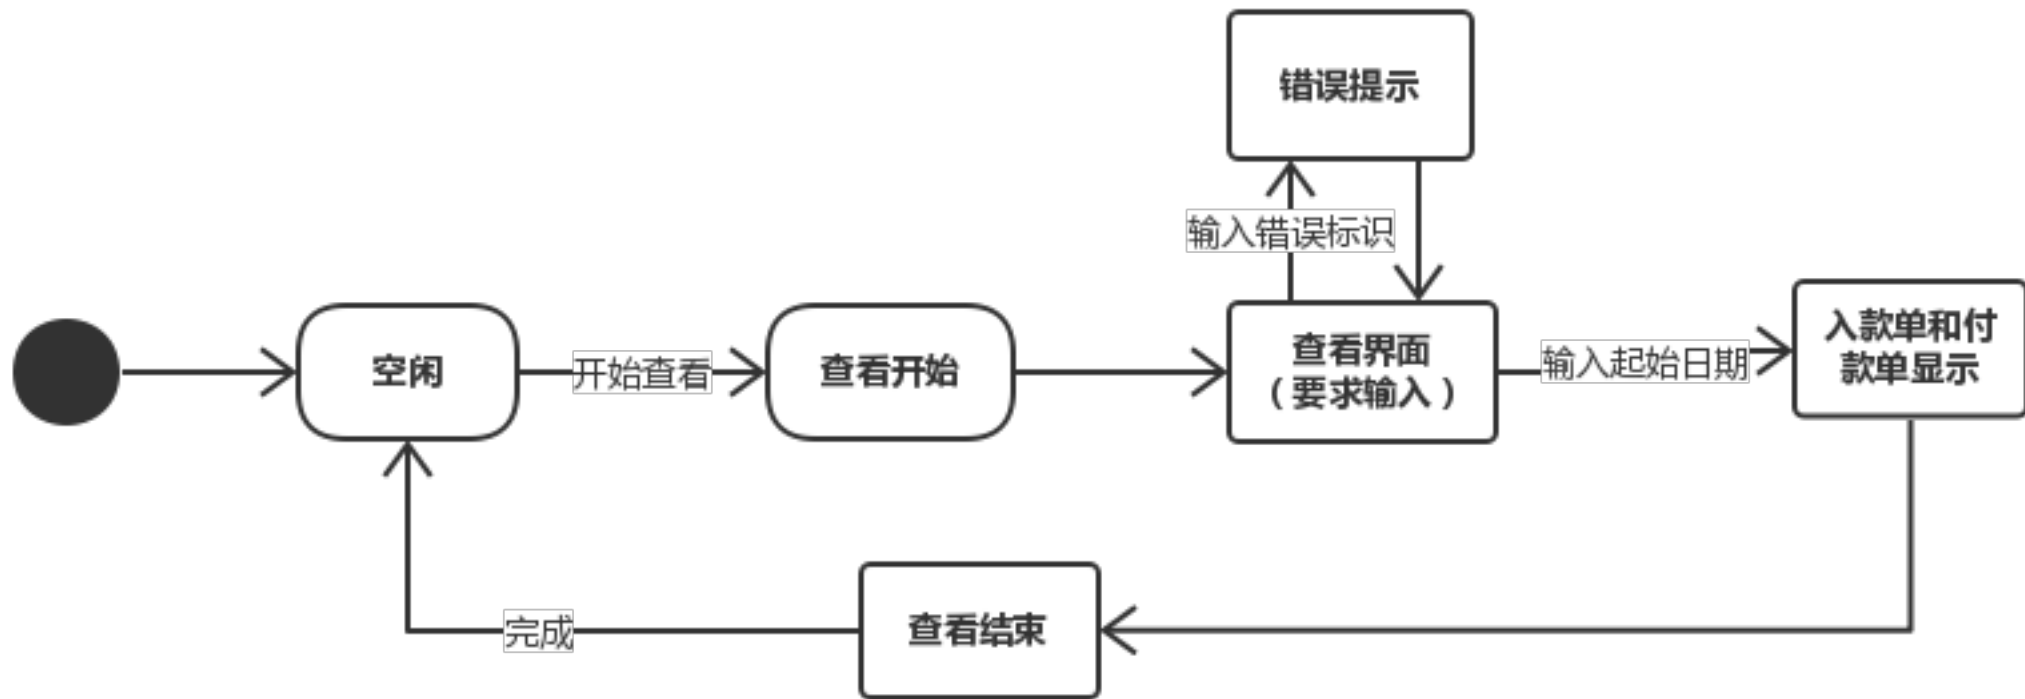 错误提示
输入错误标识
空闲
开始查看
查看开始
查看界面
（要求输入）
输入起始日期
入款单和付
款单显示
完成
查看结束